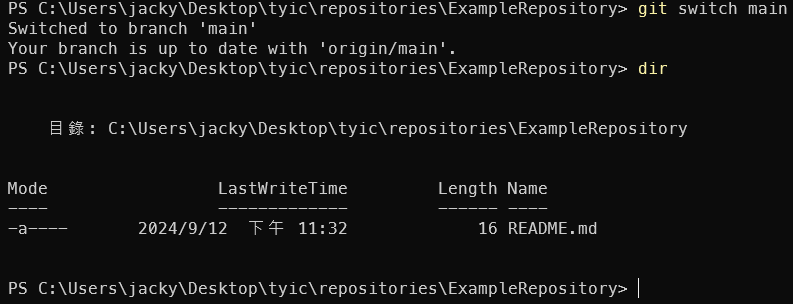 PS C:\Users\jacky\Desktop\tyic\repositories\ExampleRepository> git switch main
Switched to branch 'main'
Your branch is up to date with 'origin/main'.
PS C:\Users\jacky\Desktop\tyic\repositories\ExampleRepository> dir
目錄: C:\Users\jacky\Desktop\tyic\repositories\ExampleRepository
Mode                 LastWriteTime         Length Name
----                 -------------         ------ ----
-a----       2024/9/12  下午 11:32             16 README.md
PS C:\Users\jacky\Desktop\tyic\repositories\ExampleRepository>